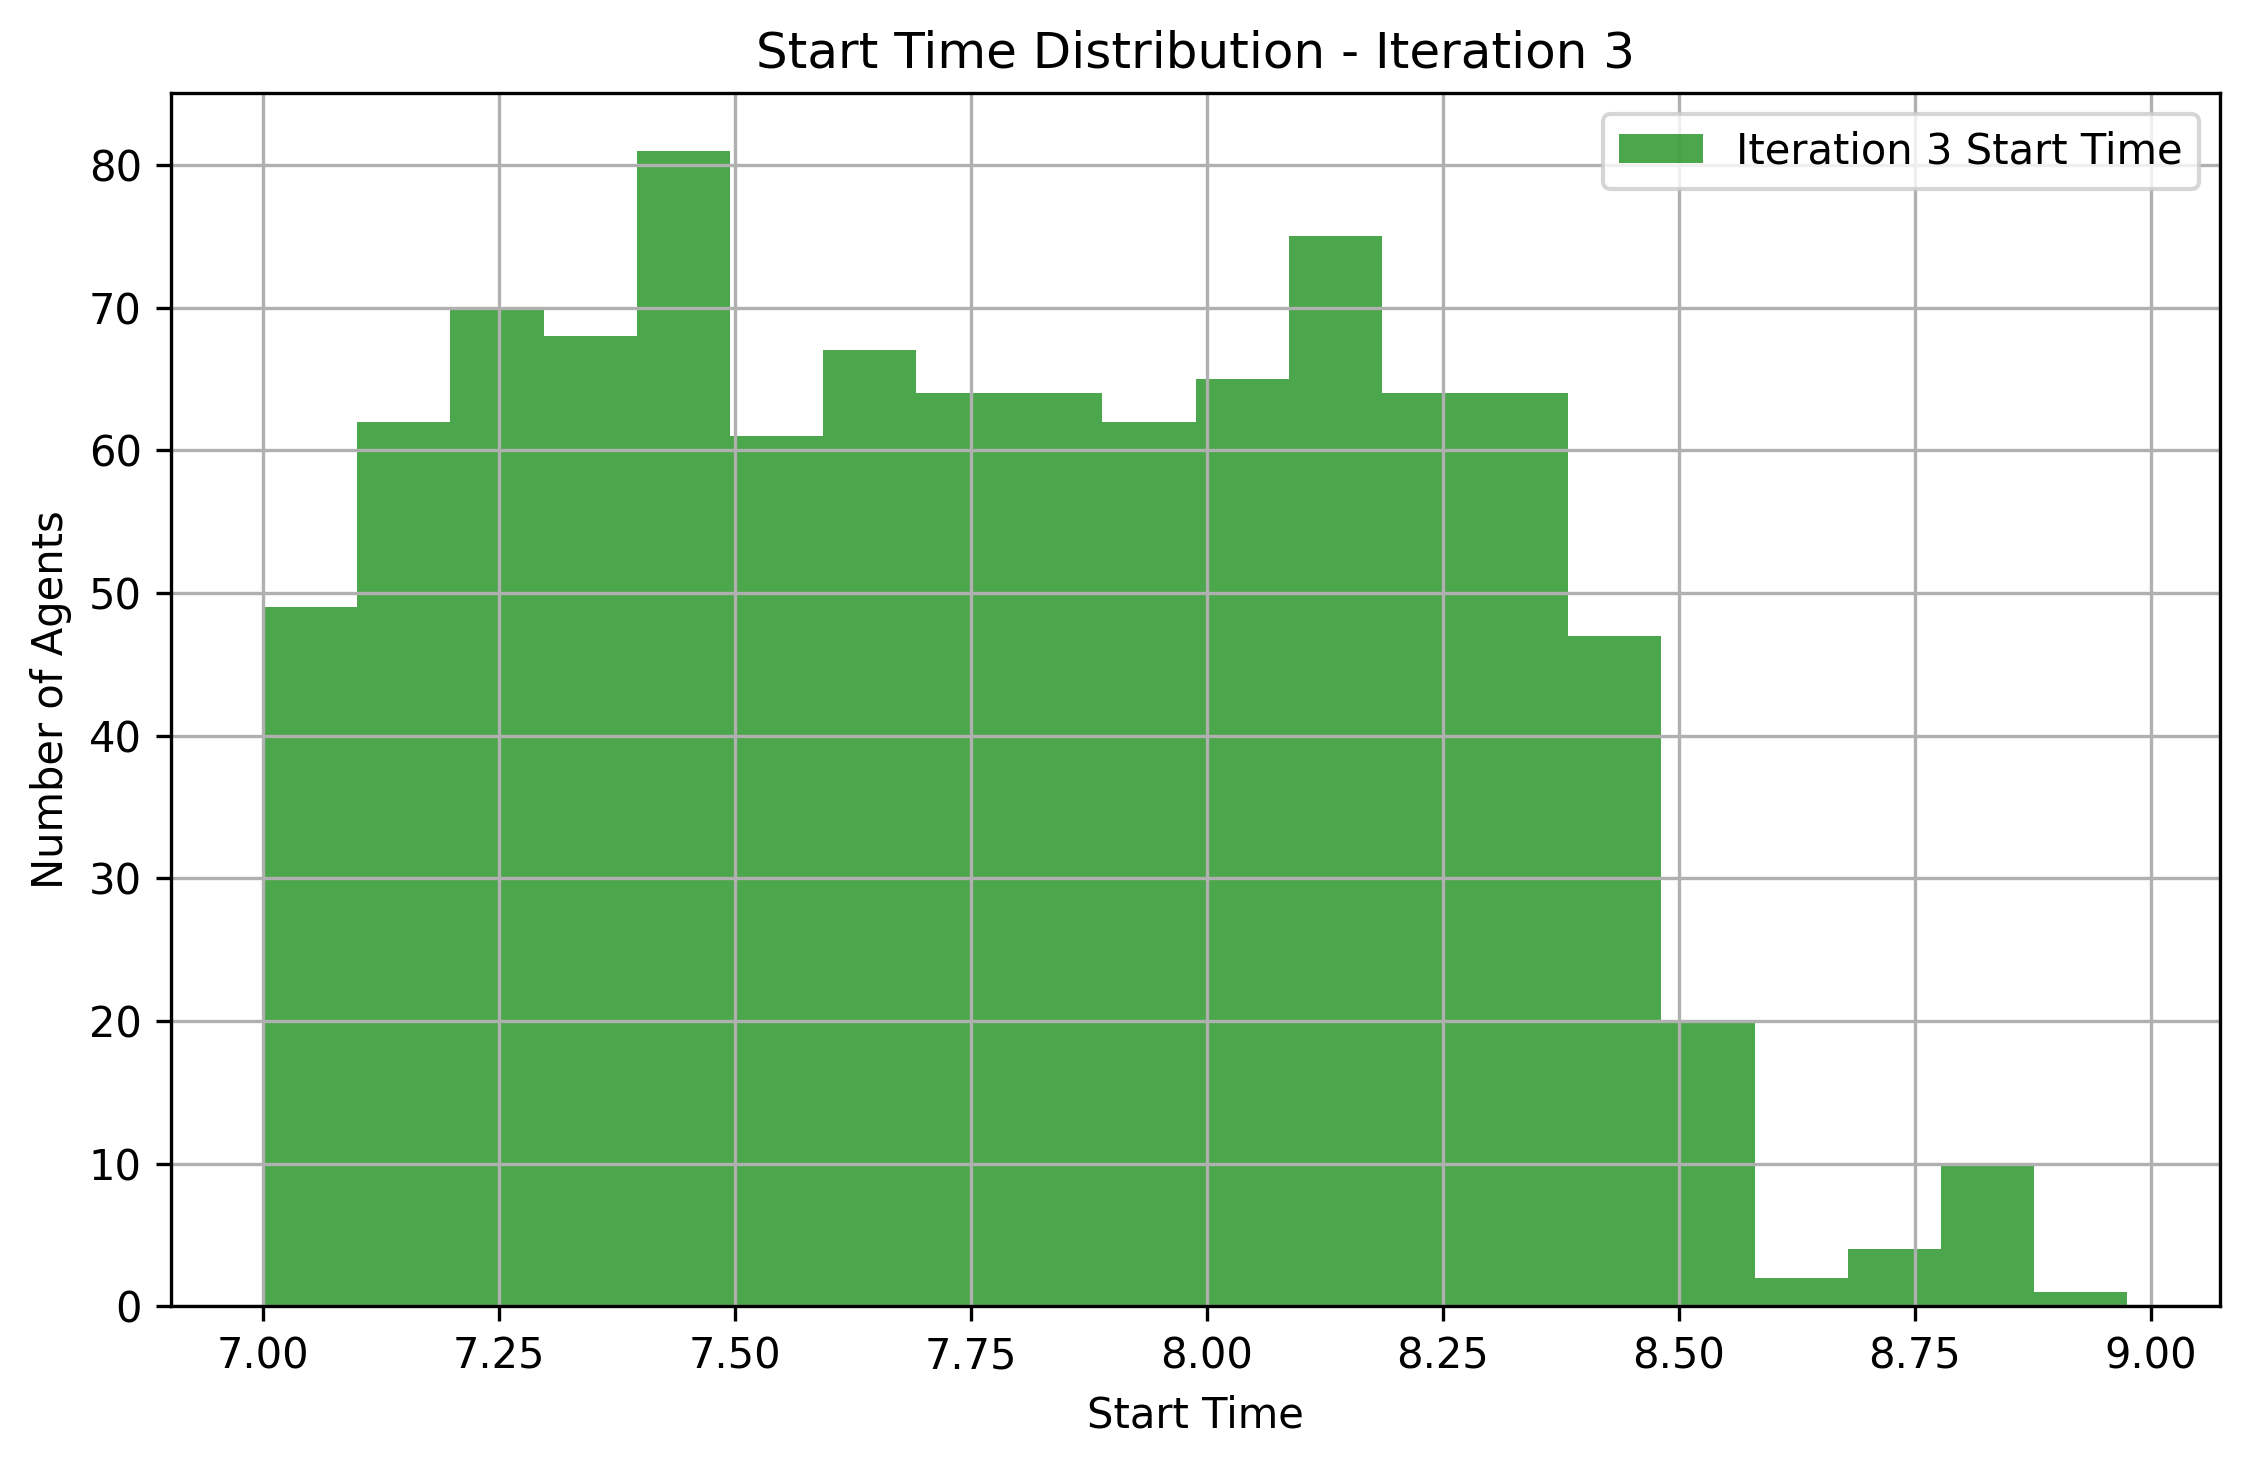 Start Time Distribution - Iteration 3
Iteration 3 Start Time
Number of Agents
80
70
60
50
40
30
20
10
0
7.00 7.25 7.50 7.75 8.00 8.25 8.50 8.75 9.00
Start Time